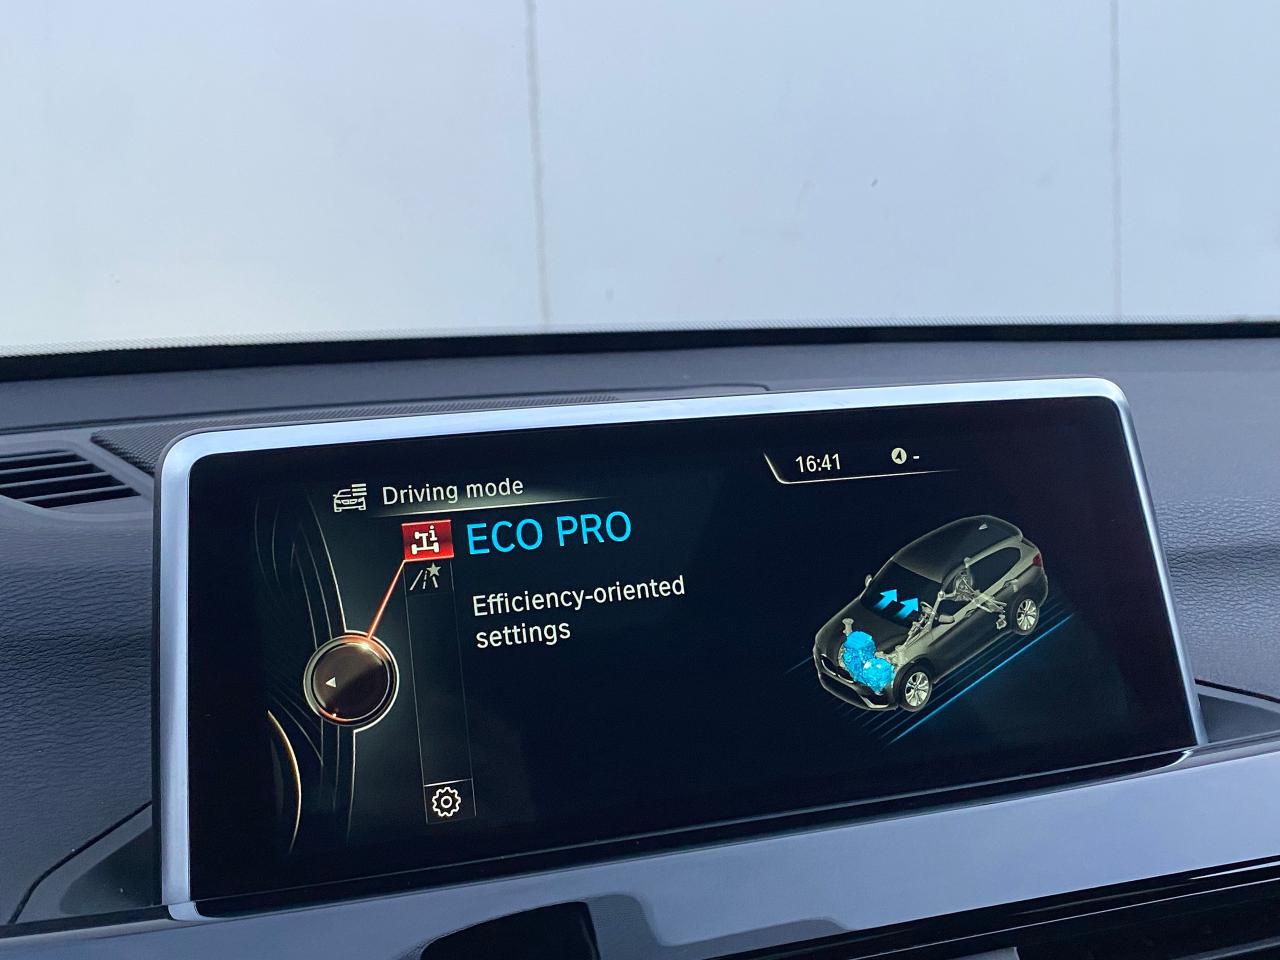 Driving mode
16:41 -
ECO PRO
Efficiency-oriented
settings